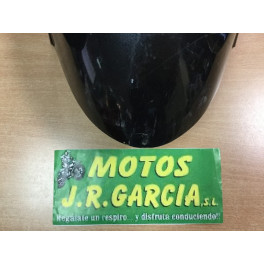 MOTOS
J.R. GARCIA, S.L.
¡Regálate un respiro... y disfruta conduciendo!!